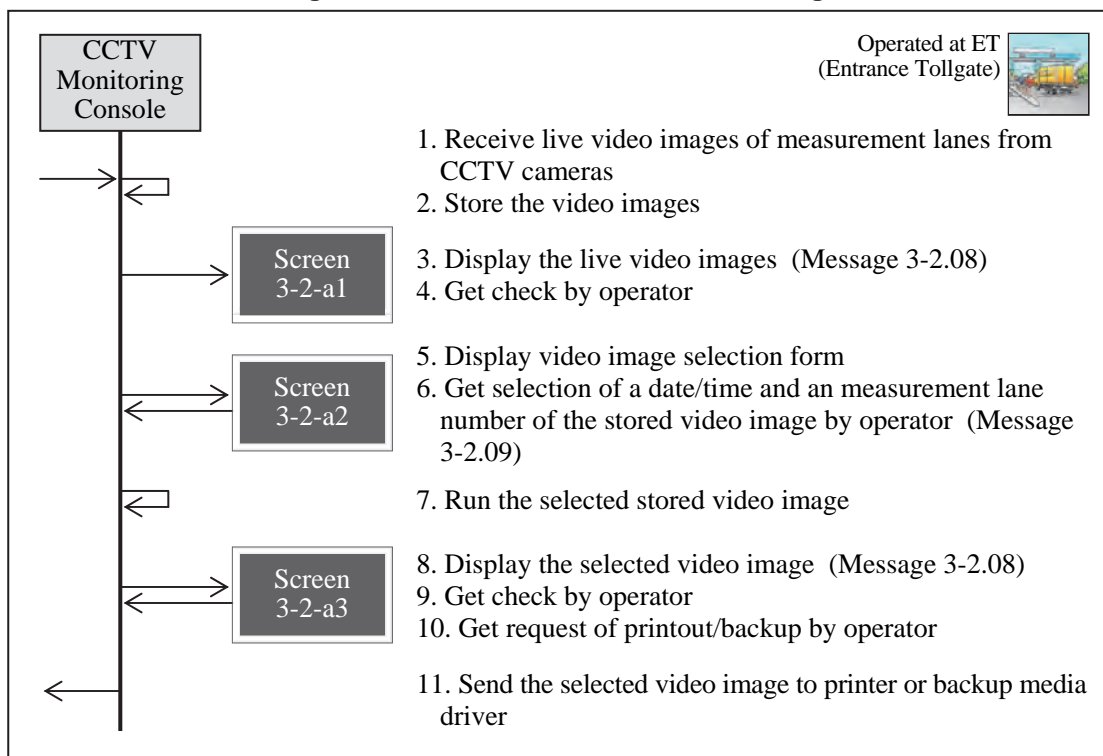 CCTV
Monitoring
Console
Operated at ET
(Entrance Tollgate)
1. Receive live video images of measurement lanes from
CCTV cameras
2. Store the video images
Screen
3-2-a1
3. Display the live video images (Message 3-2.08)
4. Get check by operator
Screen
3-2-a2
5. Display video image selection form
6. Get selection of a date/time and an measurement lane
number of the stored video image by operator (Message
3-2.09)
7. Run the selected stored video image
Screen
3-2-a3
8. Display the selected video image (Message 3-2.08)
9. Get check by operator
10. Get request of printout/backup by operator
11. Send the selected video image to printer or backup media
driver